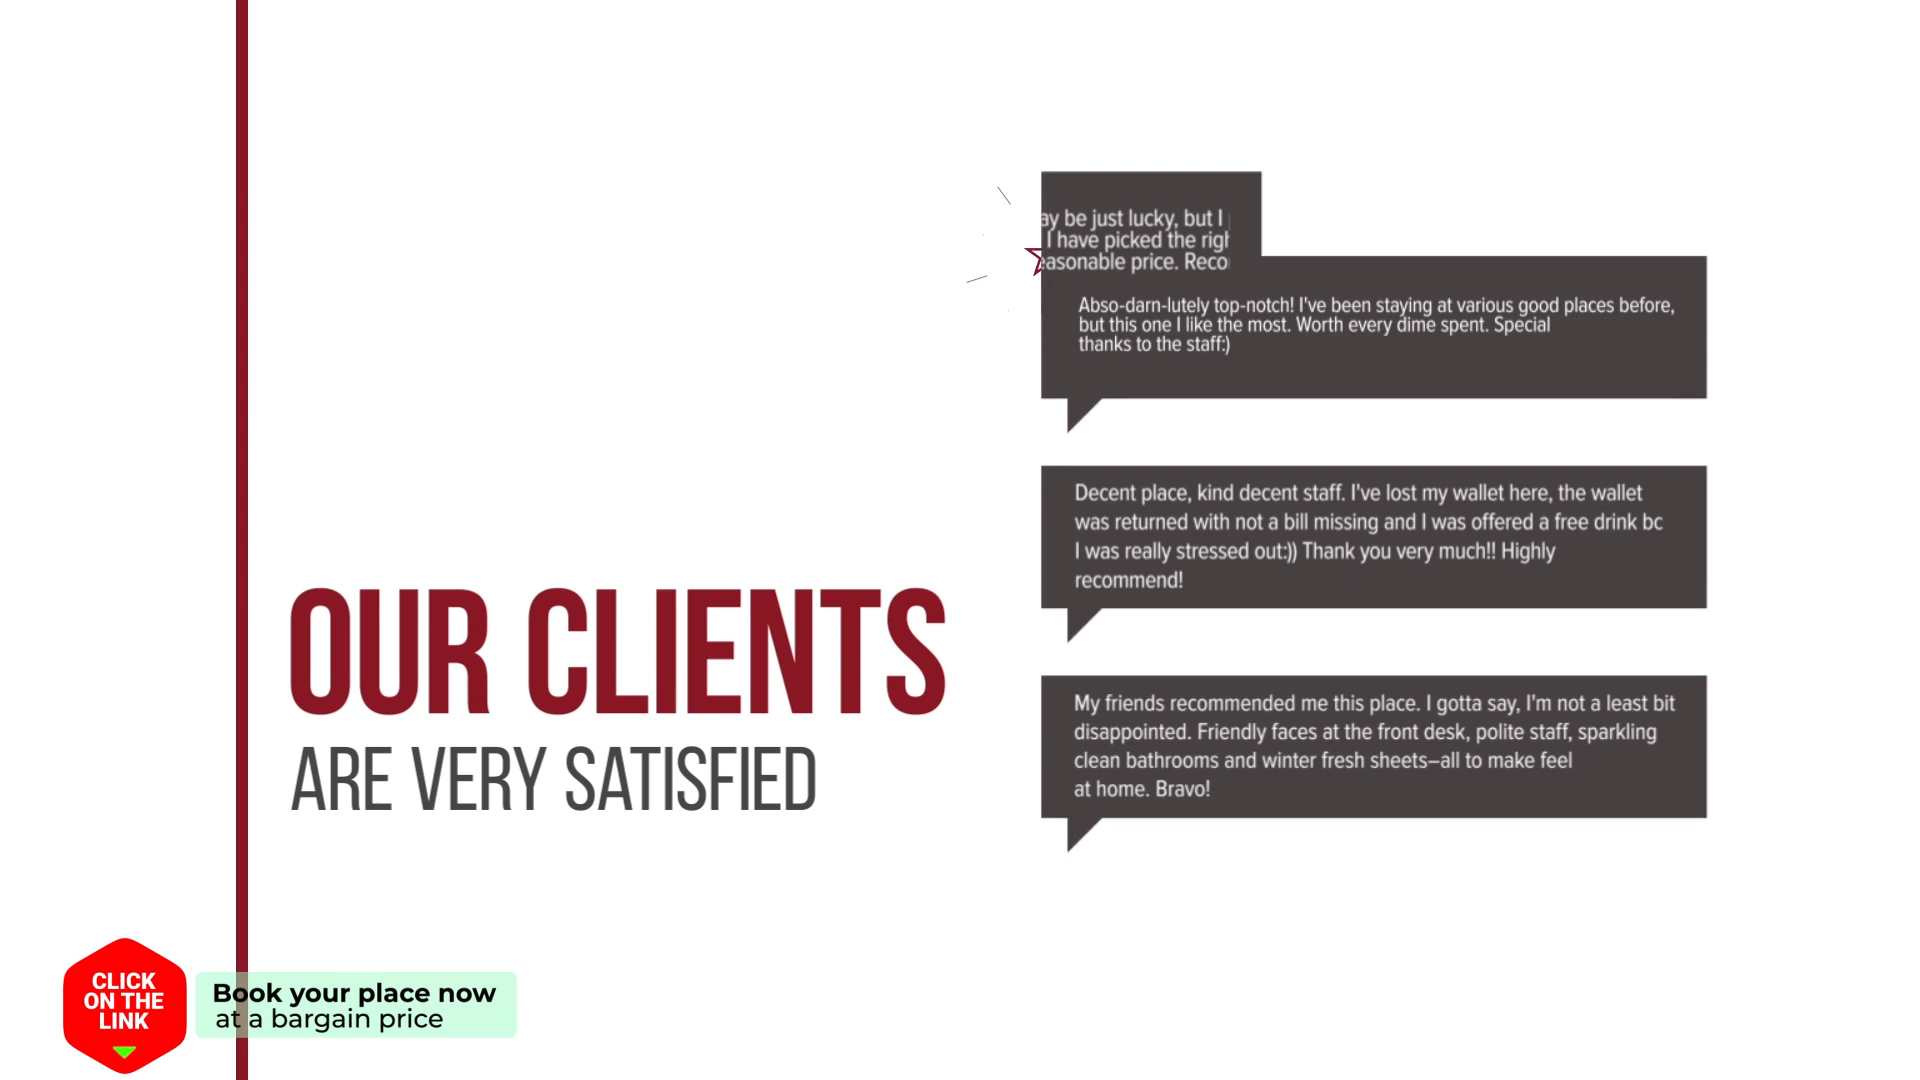 be just lucky, but I
I have picked the
price.
Abso-darn-lutely top-notch! I've been staying at various good places before,
but this one I like the most. Worth every dime spent. Special
thanks to the staff:)
Decent place, kind decent staff. I've lost my wallet here, the wallet
was returned with not a bill missing and I was offered a free drink bc
I was really stressed out:)) Thank you very much!! Highly
recommend!
My friends recommended me this place. I gotta say, I'm not a least bit
disappointed. Friendly faces at the front desk, polite staff, sparkling
clean bathrooms and winter fresh sheets–all to make feel
at home. Bravo!
OUR CLIENTS
ARE VERY SATISFIED
CLICK
ON THE
LINK
Book your place now
at a bargain price